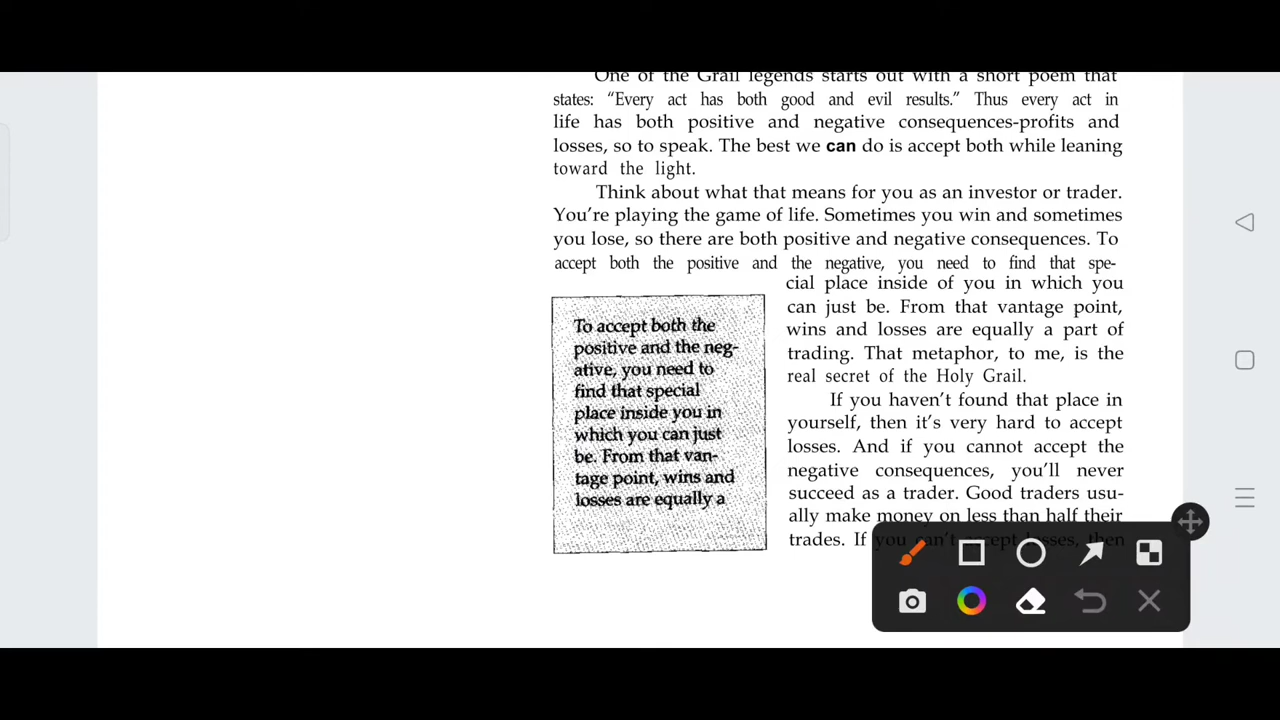 One of the Grail legends starts out with a short poem that
states: “Every act has both good and evil results.” Thus every act in
life has both positive and negative consequences-profits and
losses, so to speak. The best we can do is accept both while leaning
toward the light.
Think about what that means for you as an investor or trader.
You’re playing the game of life. Sometimes you win and sometimes
you lose, so there are both positive and negative consequences. To
accept both the positive and the negative, you need to find that spe-
cial place inside of you in which you
can just be. From that vantage point,
wins and losses are equally a part of
trading. That metaphor, to me, is the
real secret of the Holy Grail.
If you haven’t found that place in
yourself, then it’s very hard to accept
losses. And if you cannot accept the
negative consequences, you’ll never
succeed as a trader. Good traders usu-
ally make money on less than half their
trades. If you can’t accept losses, then
To accept both the
positive and the neg-
ative, you need to
find that special
place inside you in
which you can just
be. From that van-
tage point, wins and
losses are equally a